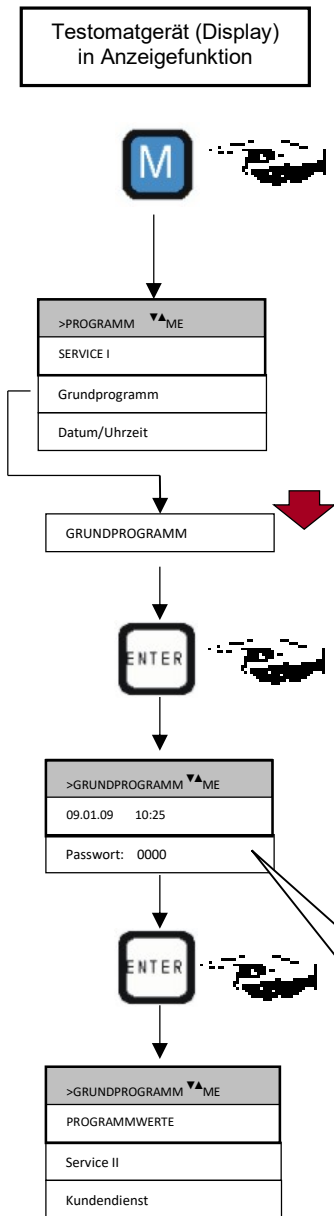 Testomatgerät (Display)
in Anzeigefunktion
M
>PROGRAMM ▼▲ME
SERVICE I
Grundprogramm
Datum/Uhrzeit
GRUNDPROGRAMM
ENTER
>GRUNDPROGRAMM ▼▲ME
09.01.09 10:25
Passwort: 0000
ENTER
>GRUNDPROGRAMM ▼▲ME
PROGRAMMWERTE
Service II
Kundendienst